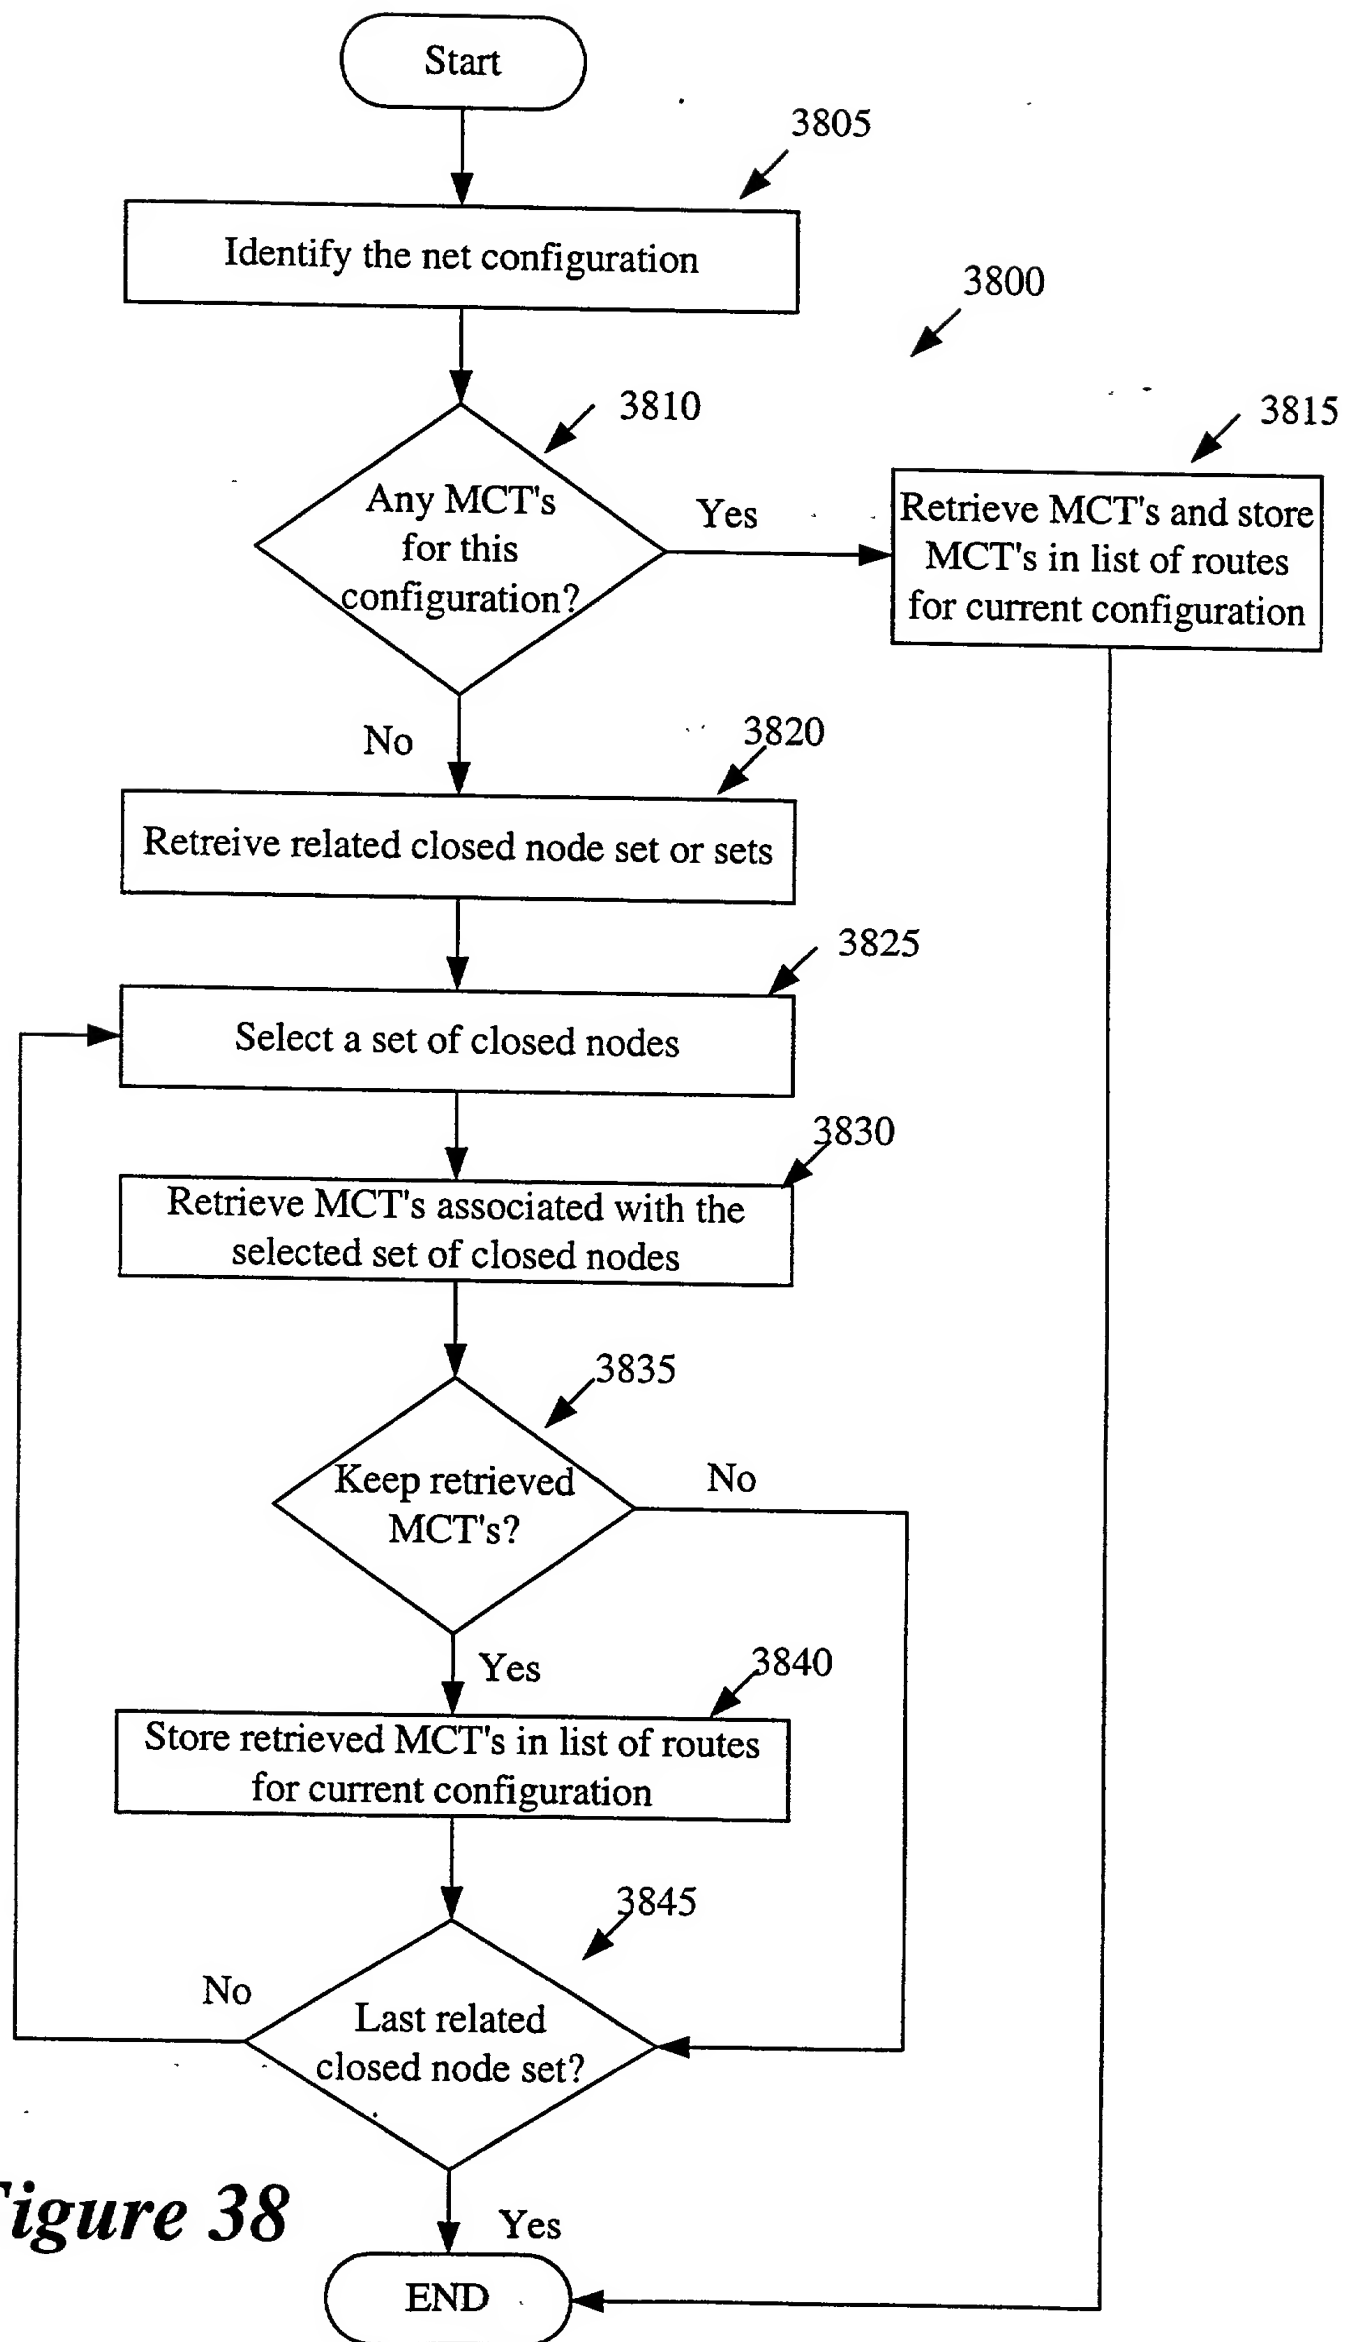 Start
3805
Identify the net configuration
3800
3810
3815
Any MCT's
for this
configuration?
Yes
Retrieve MCT's and store
MCT's in list of routes
for current configuration
No
3820
Retreive related closed node set or sets
3825
Select a set of closed nodes
3830
Retrieve MCT's associated with the
selected set of closed nodes
3835
Keep retrieved
MCT's?
No
Yes
3840
Store retrieved MCT's in list of routes
for current configuration
3845
No
Last related
closed node set?
Figure 38
Yes
END